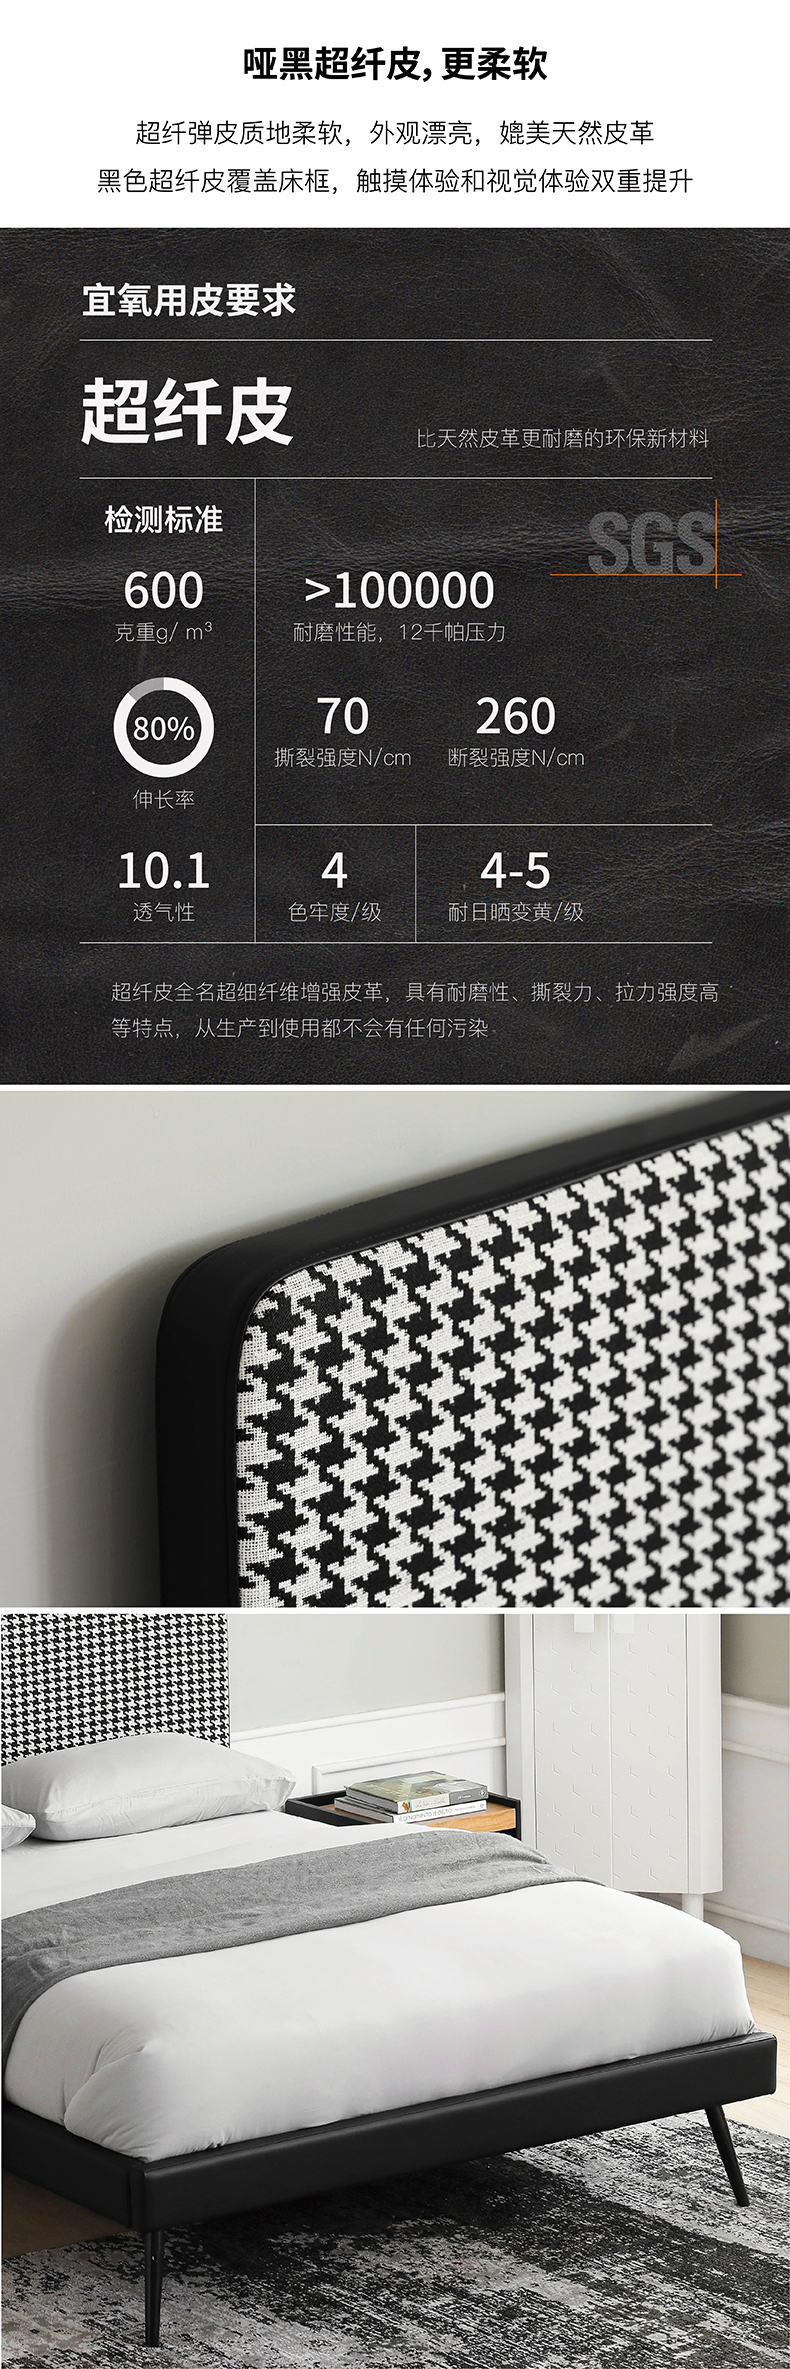 哑黑超纤皮，更柔软
超纤弹皮质地柔软，外观漂亮，媲美天然皮革
黑色超纤皮覆盖床框，触摸体验和视觉体验双重提升
宜氧用皮要求
超纤皮
比天然皮革更耐磨的环保新材料
检测标准
SGS
600
克重g/ m³
>100000
耐磨性能，12千帕压力
80%
伸长率
70
撕裂强度N/cm
260
断裂强度N/cm
10.1
透气性
4
色牢度/级
4-5
耐日晒变黄/级
超纤皮全名超细纤维增强皮革，具有耐磨性、撕裂力、拉力强度高
等特点，从生产到使用都不会有任何污染